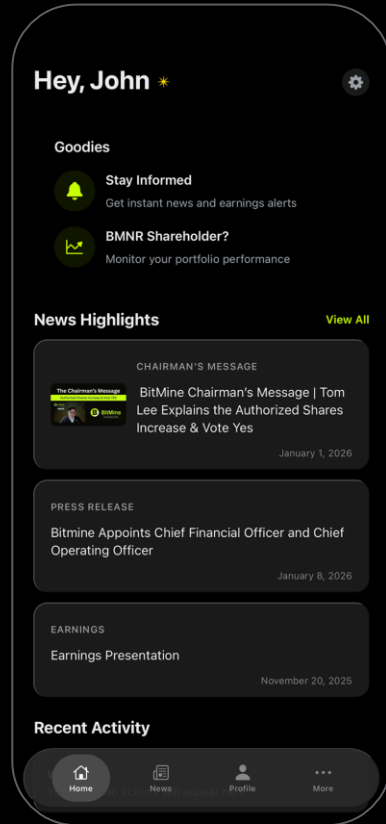 Hey, John
Goodies
Stay Informed
Get instant news and earnings alerts
BMNR Shareholder?
Monitor your portfolio performance
News Highlights
View All
CHAIRMAN'S MESSAGE
The Chairman's Message
BitMine
BitMine Chairman's Message | Tom
Lee Explains the Authorized Shares
Increase & Vote Yes
January 1, 2026
PRESS RELEASE
Bitmine Appoints Chief Financial Officer and Chief
Operating Officer
January 8, 2026
EARNINGS
Earnings Presentation
November 20, 2025
Recent Activity
Home
News
Profile
More